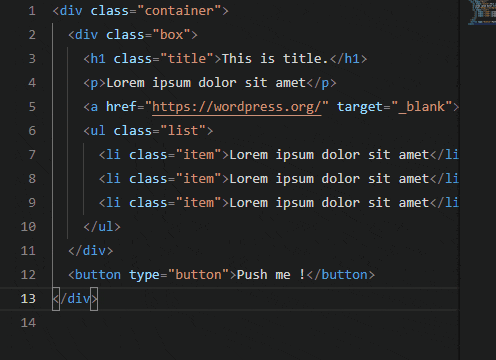 1 <div class="container">
2 <div class="box">
3 <h1 class="title">This is title.</h1>
4 <p>Lorem ipsum dolor sit amet</p>
5 <a href="https://wordpress.org/" target="_blank">
6 <ul class="list">
7 <li class="item">Lorem ipsum dolor sit amet</li
8 <li class="item">Lorem ipsum dolor sit amet</li
9 <li class="item">Lorem ipsum dolor sit amet</li
10 </ul>
11 </div>
12 <button type="button">Push me !</button>
13 </div>
14